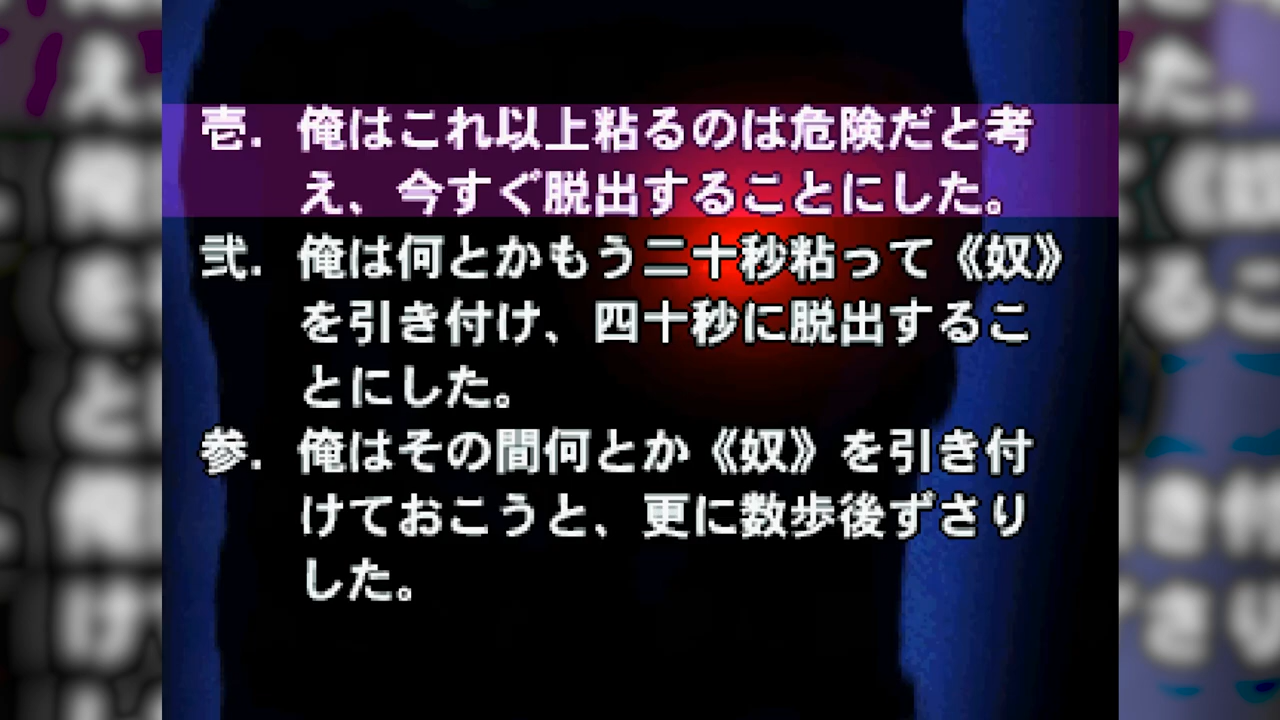 壱．俺はこれ以上粘るのは危険だと考
え、今すぐ脱出することにした。
弐．俺は何とかもう二十秒粘って《奴》
を引き付け、四十秒に脱出するこ
とにした。
参．俺はその間何とか《奴》を引き付
けておこうと、更に数歩後ずさり
した。